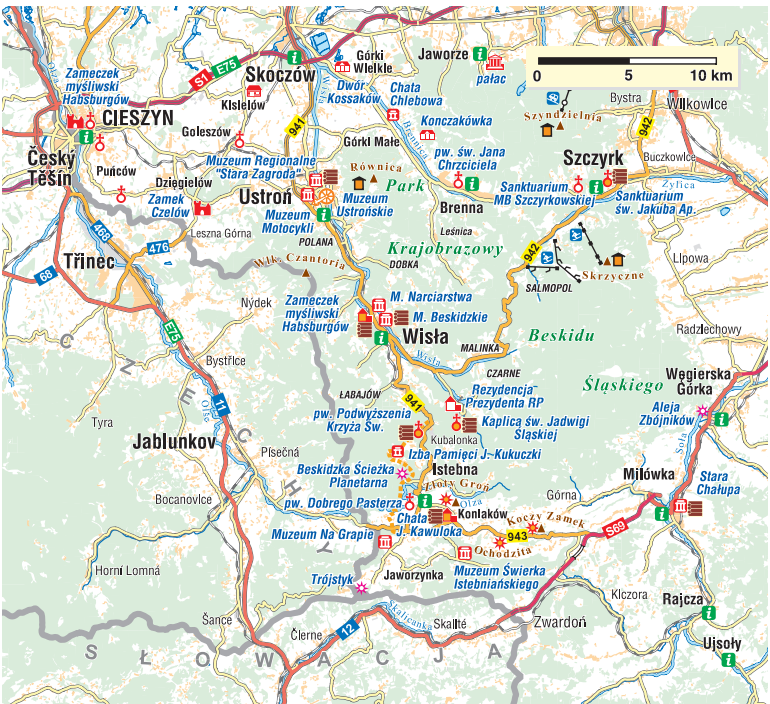 Górki
Wielkie
Jaworze
pałac
0
5
10 km
Zameczek
myśliwski
Habsburgów
S1
E75
Skoczów
Dwór
Kossaków
Chata
Chlebowa
Bystra
Wilkowice
CIESZYN
Kisielów
941
Wisła
Konczakówka
Szyndzielnia
942
Goleszów
Górki Małe
Brennica
Szczyrk
Buczkowice
Český
Těšín
Puńców
Muzeum Regionalne
"Stara Zagroda"
Równica
pw. św. Jana
Chrzciciela
Żylica
Dzięgielów
Park
Sanktuarium
MB Szczyrkowskiej
Sanktuarium
św. Jakuba Ap.
Zamek
Czelów
Ustroń
Muzeum
Ustrońskie
Brenna
Muzeum
Motocykli
Leszna Górna
Leśnica
468
476
POLANA
Krajobrazowy
942
Třinec
Wlk. Czantoria
DOBKA
Skrzyczne
Lipowa
68
SALMOPOL
Nýdek
Zameczek
myśliwski
Habsburgów
M. Narciarstwa
M. Beskidzkie
Radziechowy
E75
Wisła
Beskidu
C Z E C H Y
MALINKA
Bystřice
Wisła
CZARNE
Śląskiego
Węgierska
Górka
ŁABAJÓW
Rezydencja
Prezydenta RP
11
Olše
941
Aleja
Zbójników
Tyra
pw. Podwyższenia
Krzyża Św.
Kaplica św. Jadwigi
Śląskiej
Soła
Jablunkov
Kubalonka
Písečná
Izba Pamięci J. Kukuczki
Istebna
Beskidzka Ścieżka
Planetarna
Milówka
Stara
Chałupa
Złoty Groń
Bocanovice
pw. Dobrego Pasterza
Olza
Górna
Chata
J. Kawuloka
Koniaków
Koczy Zamek
S69
Muzeum Na Grapie
943
Ochodzita
Horní Lomná
Jaworzynka
Muzeum Świerka
Istebniańskiego
Trójstyk
Klczora
Rajcza
Šance
Skalicanka
Zwardoń
12
Čierne
Skalité
Ujsoły
S Ł O W A C J A